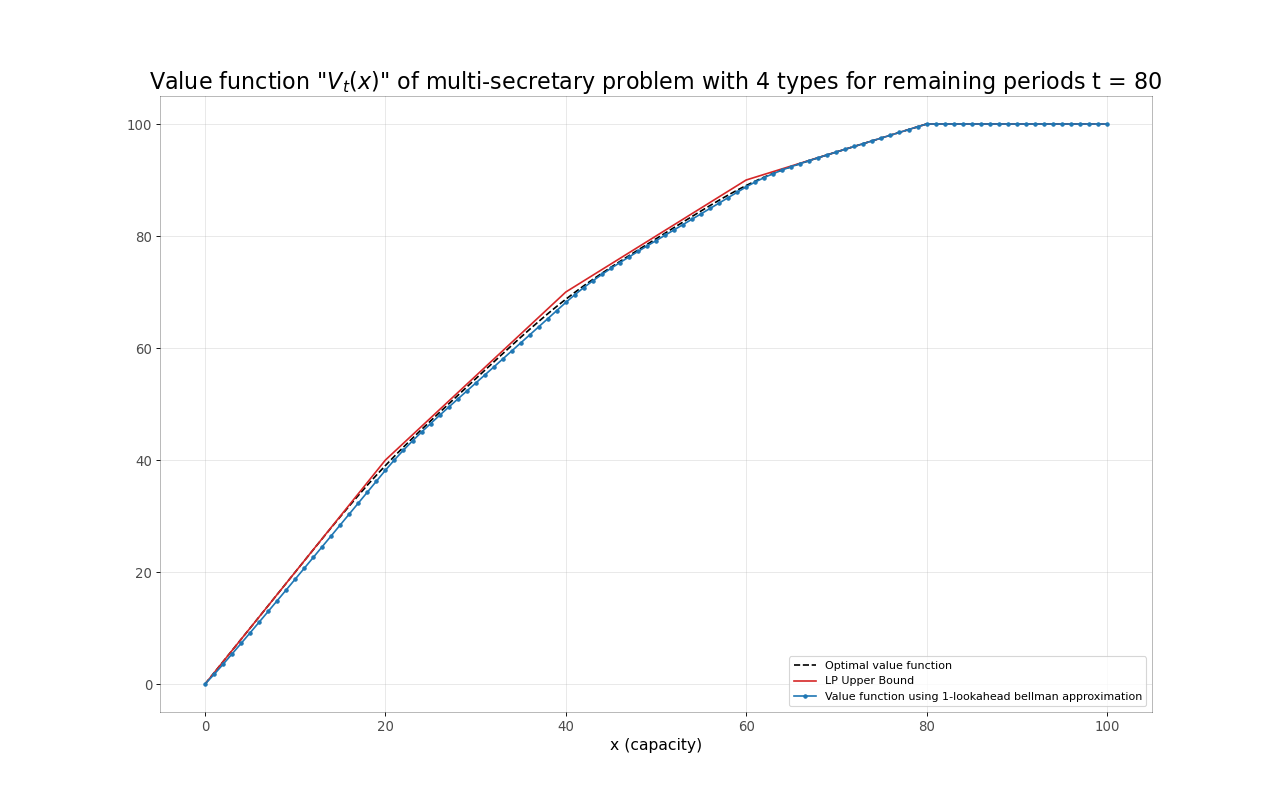 Value function "V_t(x)" of multi-secretary problem with 4 types for remaining periods t = 80
100
80
60
40
20
0
Optimal value function
LP Upper Bound
Value function using 1-lookahead bellman approximation
0 20 40 60 80 100
x (capacity)